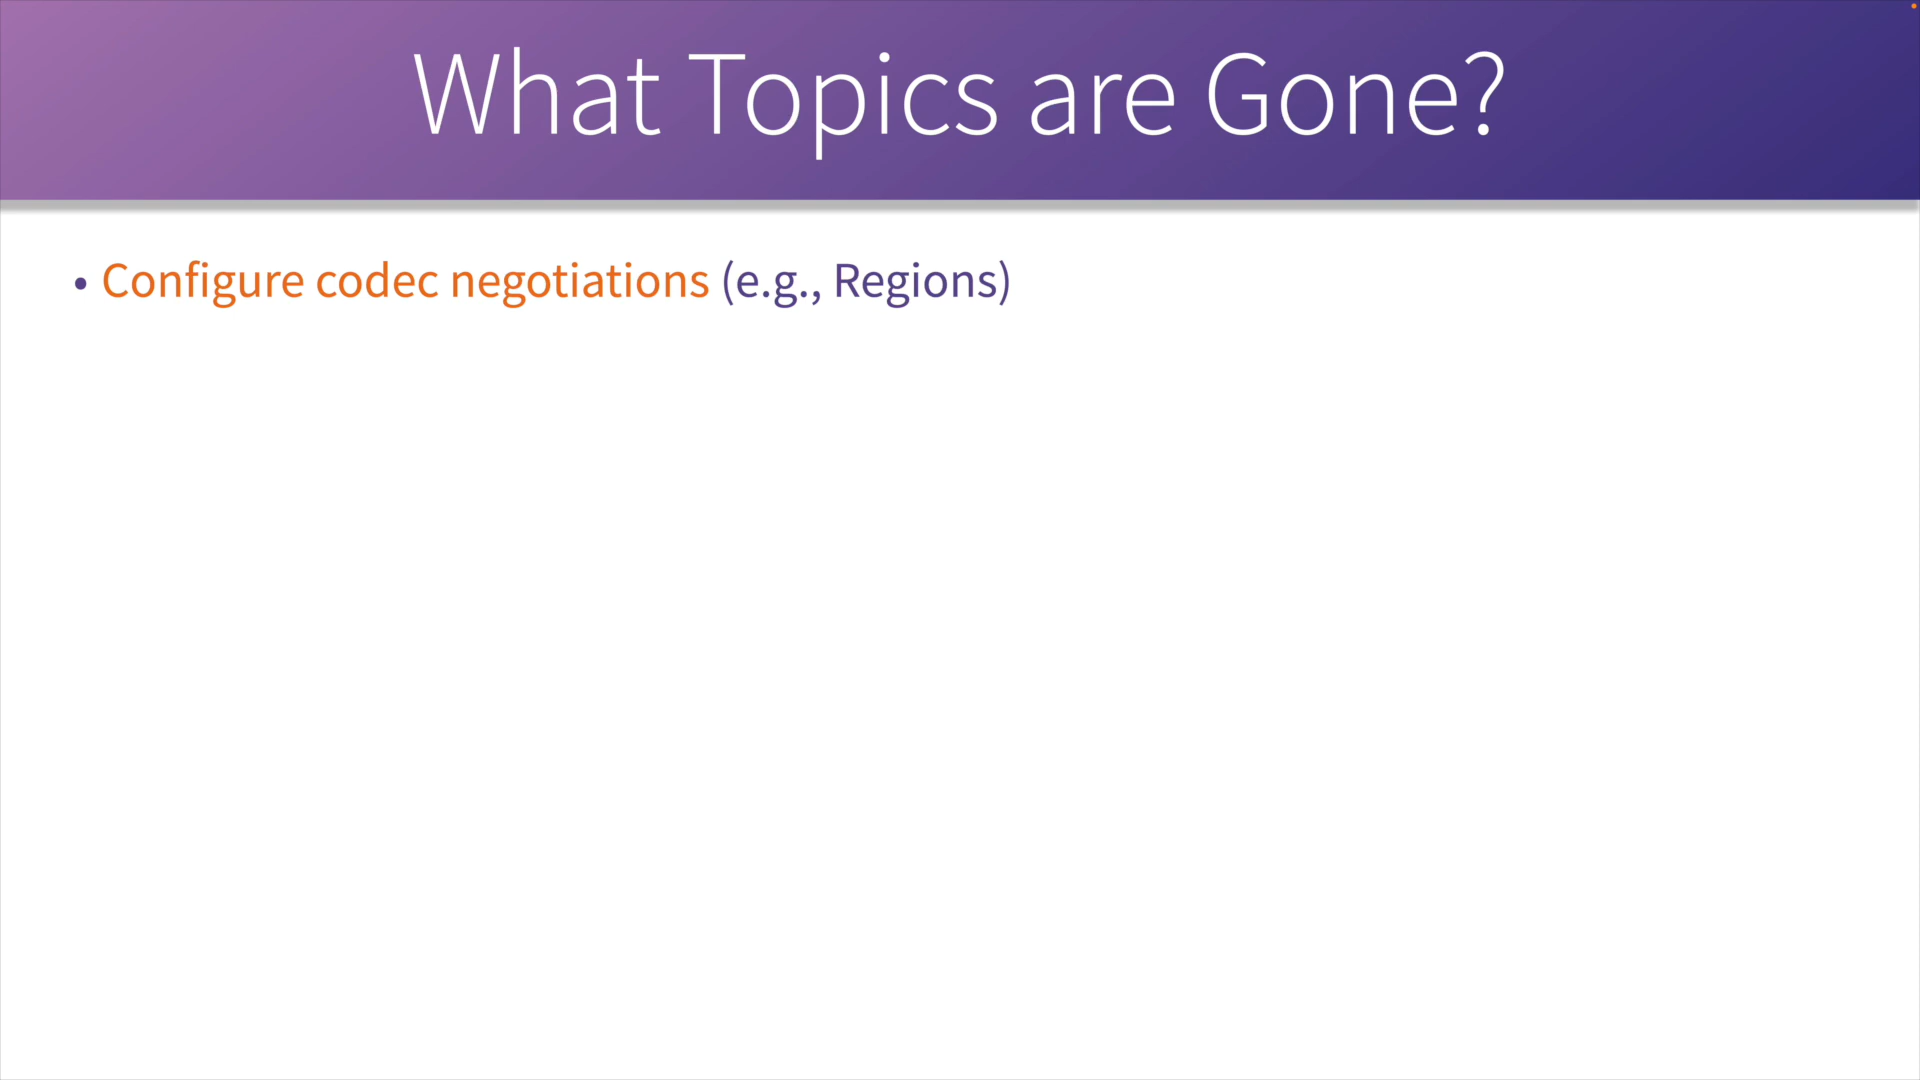 What Topics are Gone?
• Configure codec negotiations (e.g., Regions)